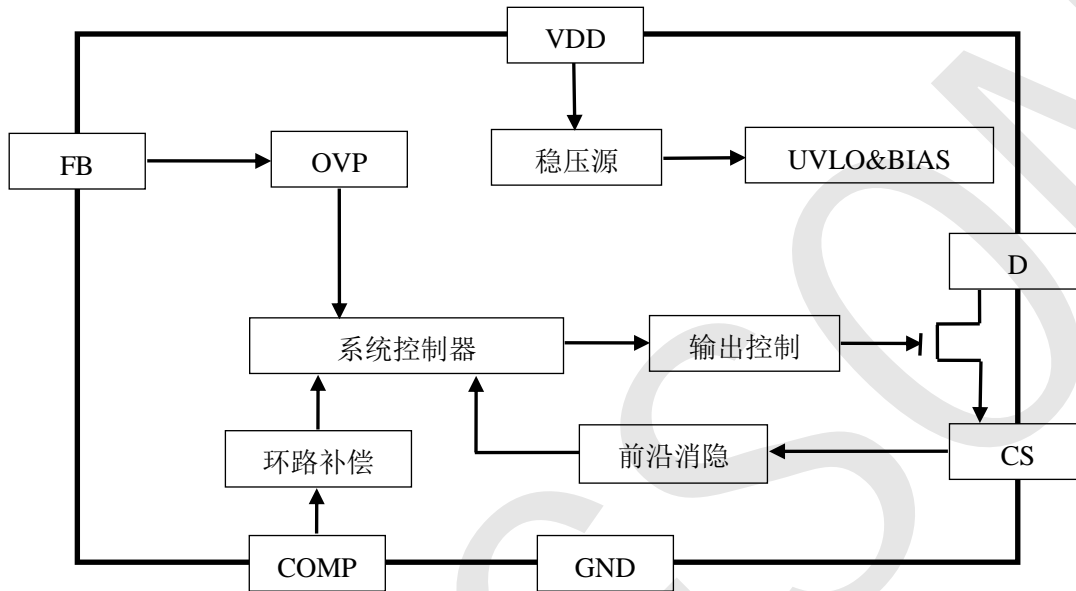 VDD
FB
OVP
稳压源
UVLO&BIAS
D
系统控制器
输出控制
环路补偿
前沿消隐
CS
COMP
GND